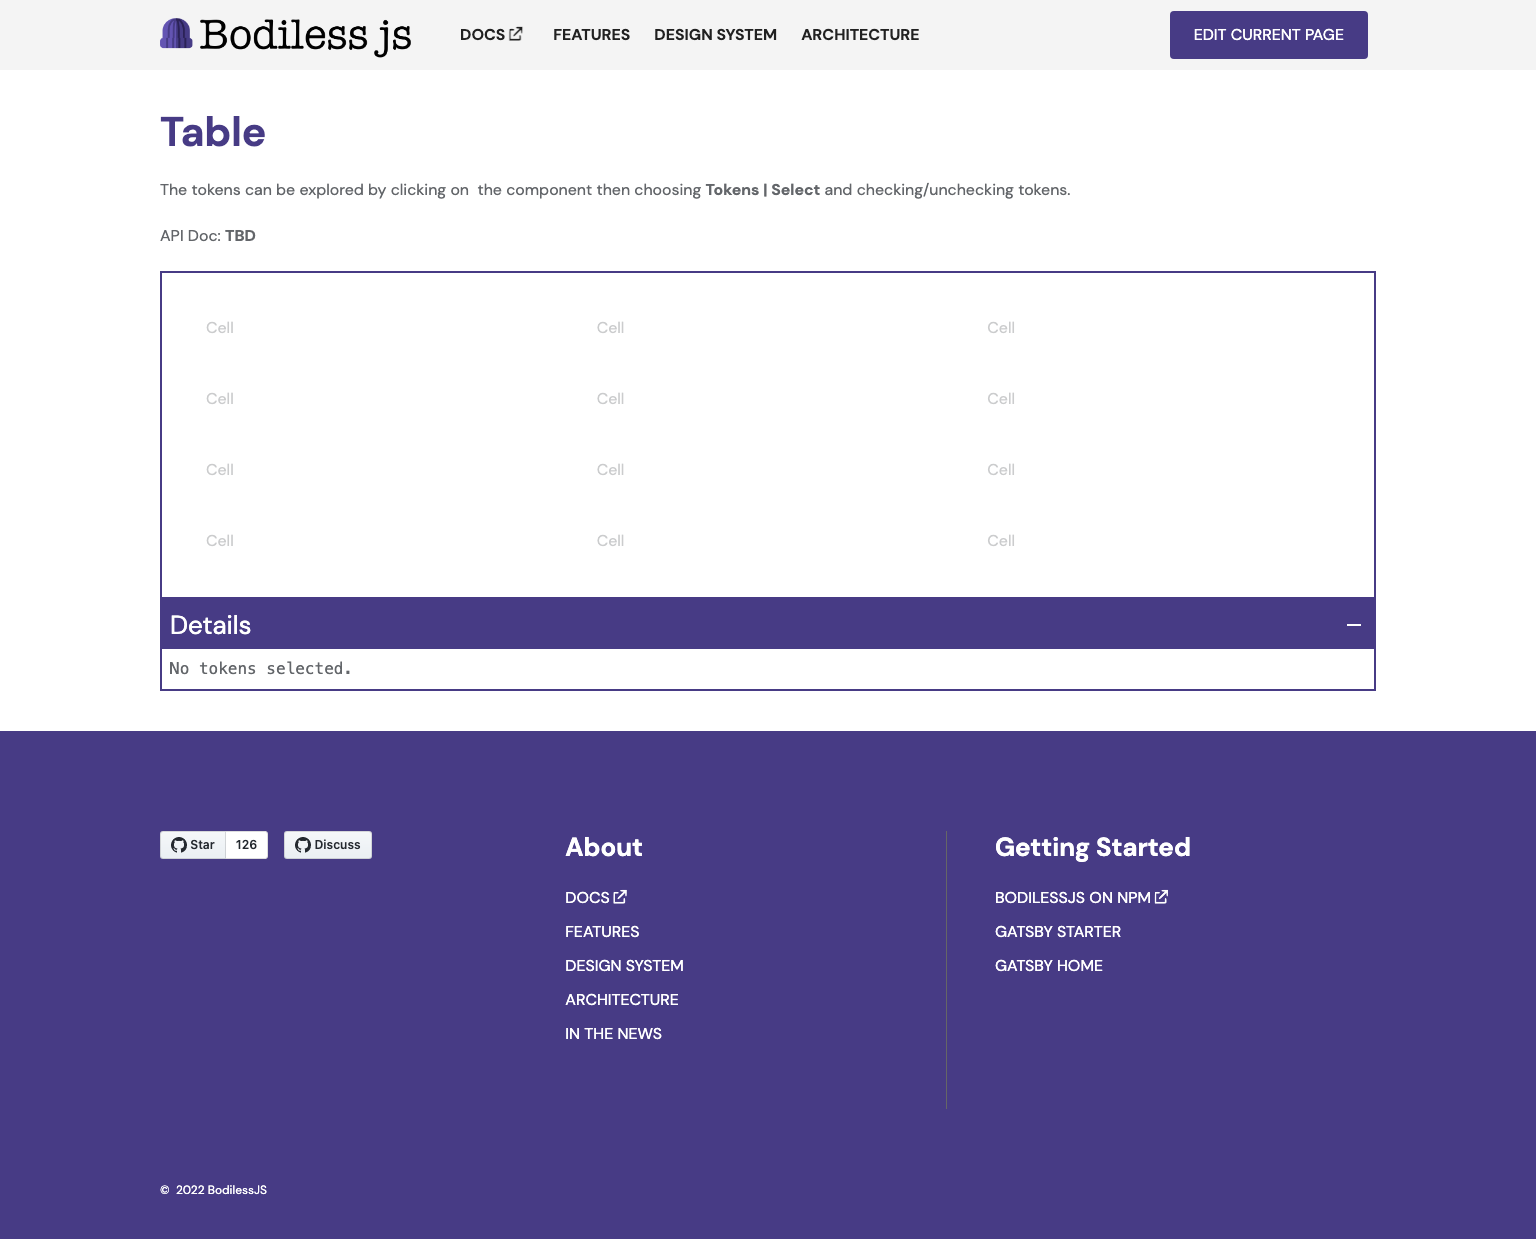 Bodiless js DOCS FEATURES DESIGN SYSTEM ARCHITECTURE EDIT CURRENT PAGE
Table
The tokens can be explored by clicking on  the component then choosing Tokens | Select and checking/unchecking tokens.
API Doc: TBD
Cell Cell Cell
Cell Cell Cell
Cell Cell Cell
Cell Cell Cell
Details
No tokens selected.
Star 126 Discuss
About
DOCS
FEATURES
DESIGN SYSTEM
ARCHITECTURE
IN THE NEWS
Getting Started
BODILESSJS ON NPM
GATSBY STARTER
GATSBY HOME
© 2022 BodilessJS